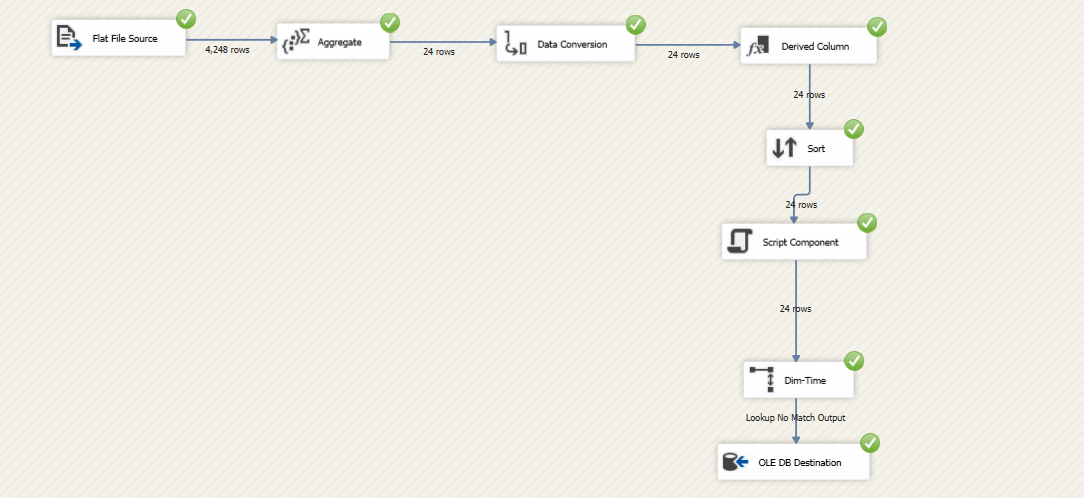 Flat File Source
4,248 rows
Aggregate
24 rows
Data Conversion
24 rows
Derived Column
24 rows
Sort
24 rows
Script Component
24 rows
Dim-Time
Lookup No Match Output
OLE DB Destination